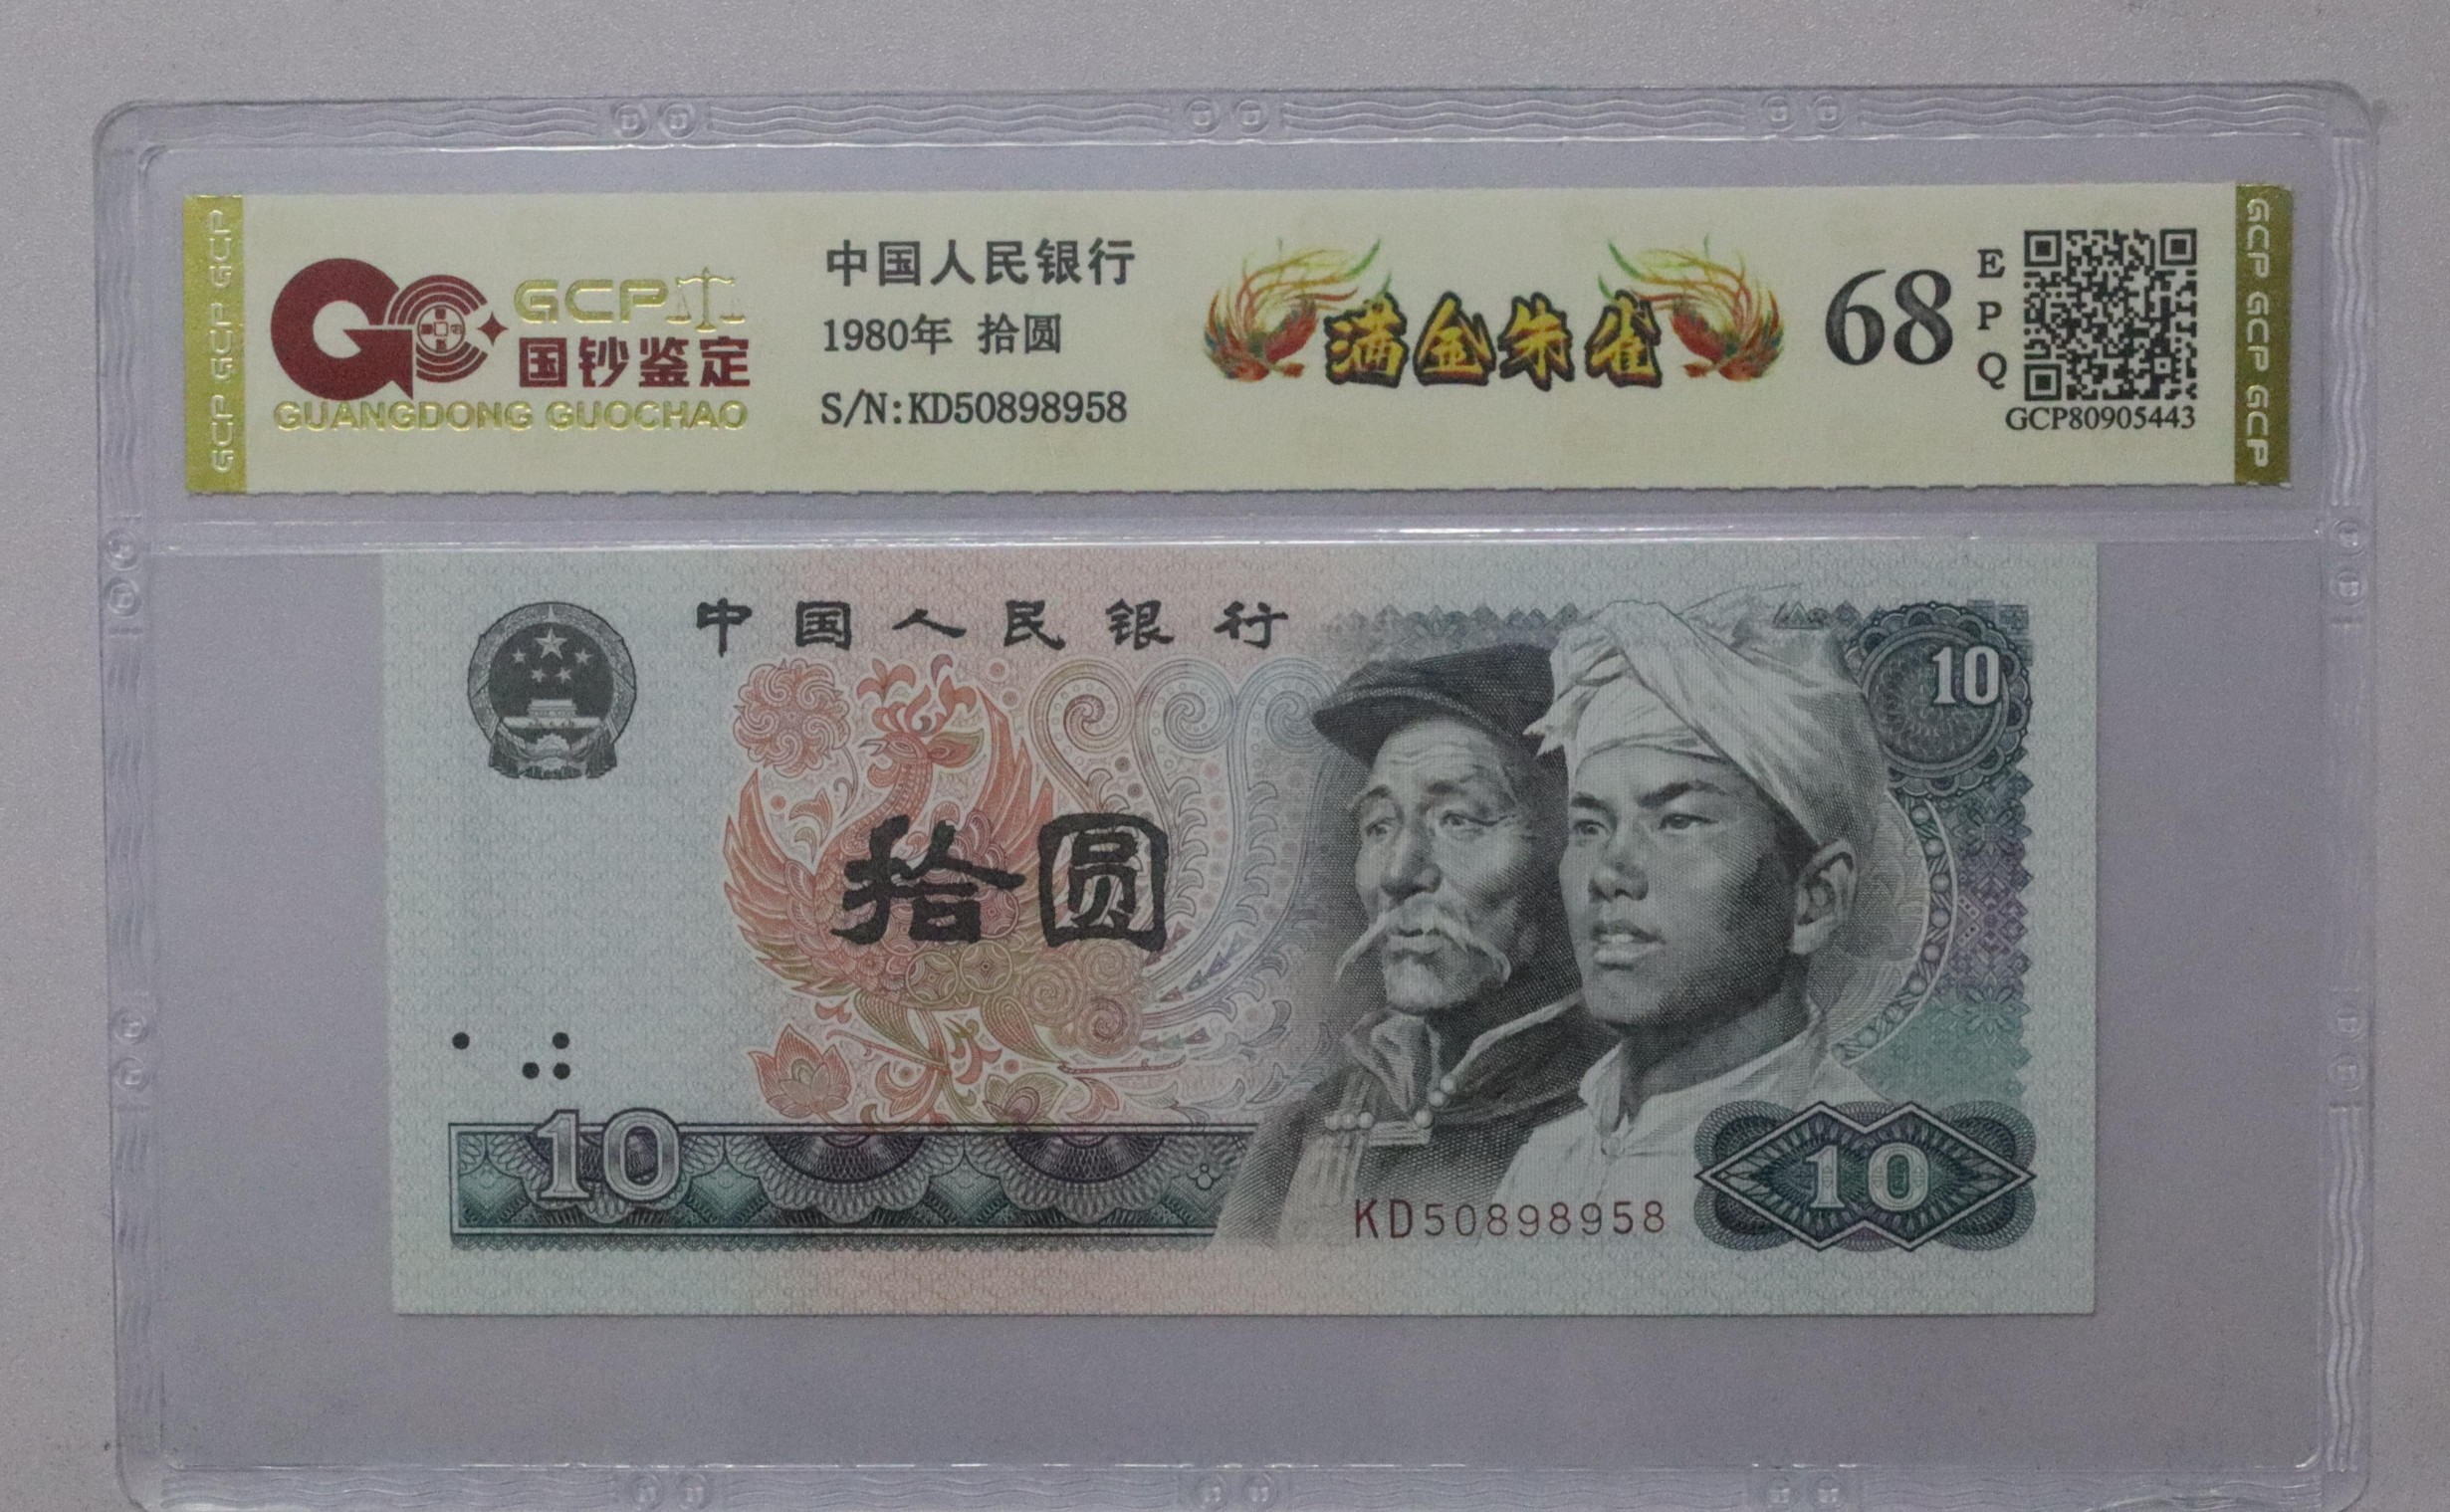 GCP GCP GCP
GCP
国钞鉴定
GUANGDONG GUOCHAO
中国人民银行
1980年 拾圆
S/N:KD50898958
满金朱雀
68
EPQ
GCP80905443
GCP GCP GCP
中国人民银行
10
拾圆
10
KD50898958
10